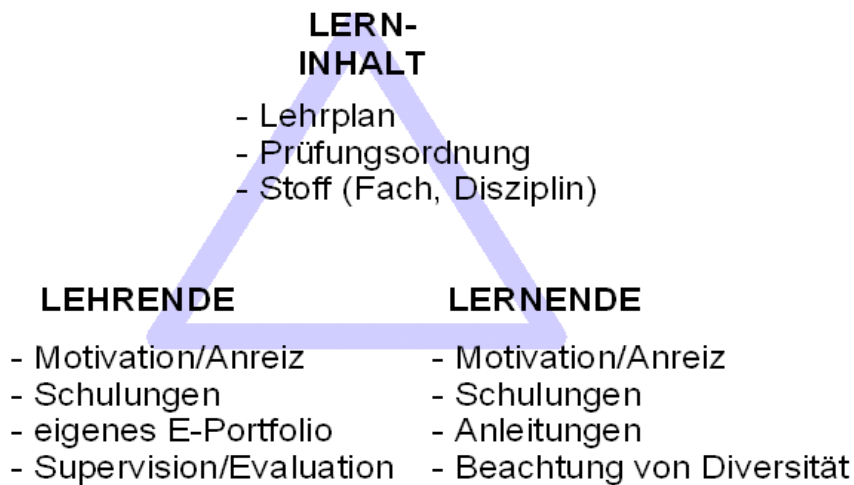 LERN-
INHALT
- Lehrplan
- Prüfungsordnung
- Stoff (Fach, Disziplin)
LEHRENDE
- Motivation/Anreiz
- Schulungen
- eigenes E-Portfolio
- Supervision/Evaluation
LERNENDE
- Motivation/Anreiz
- Schulungen
- Anleitungen
- Beachtung von Diversität